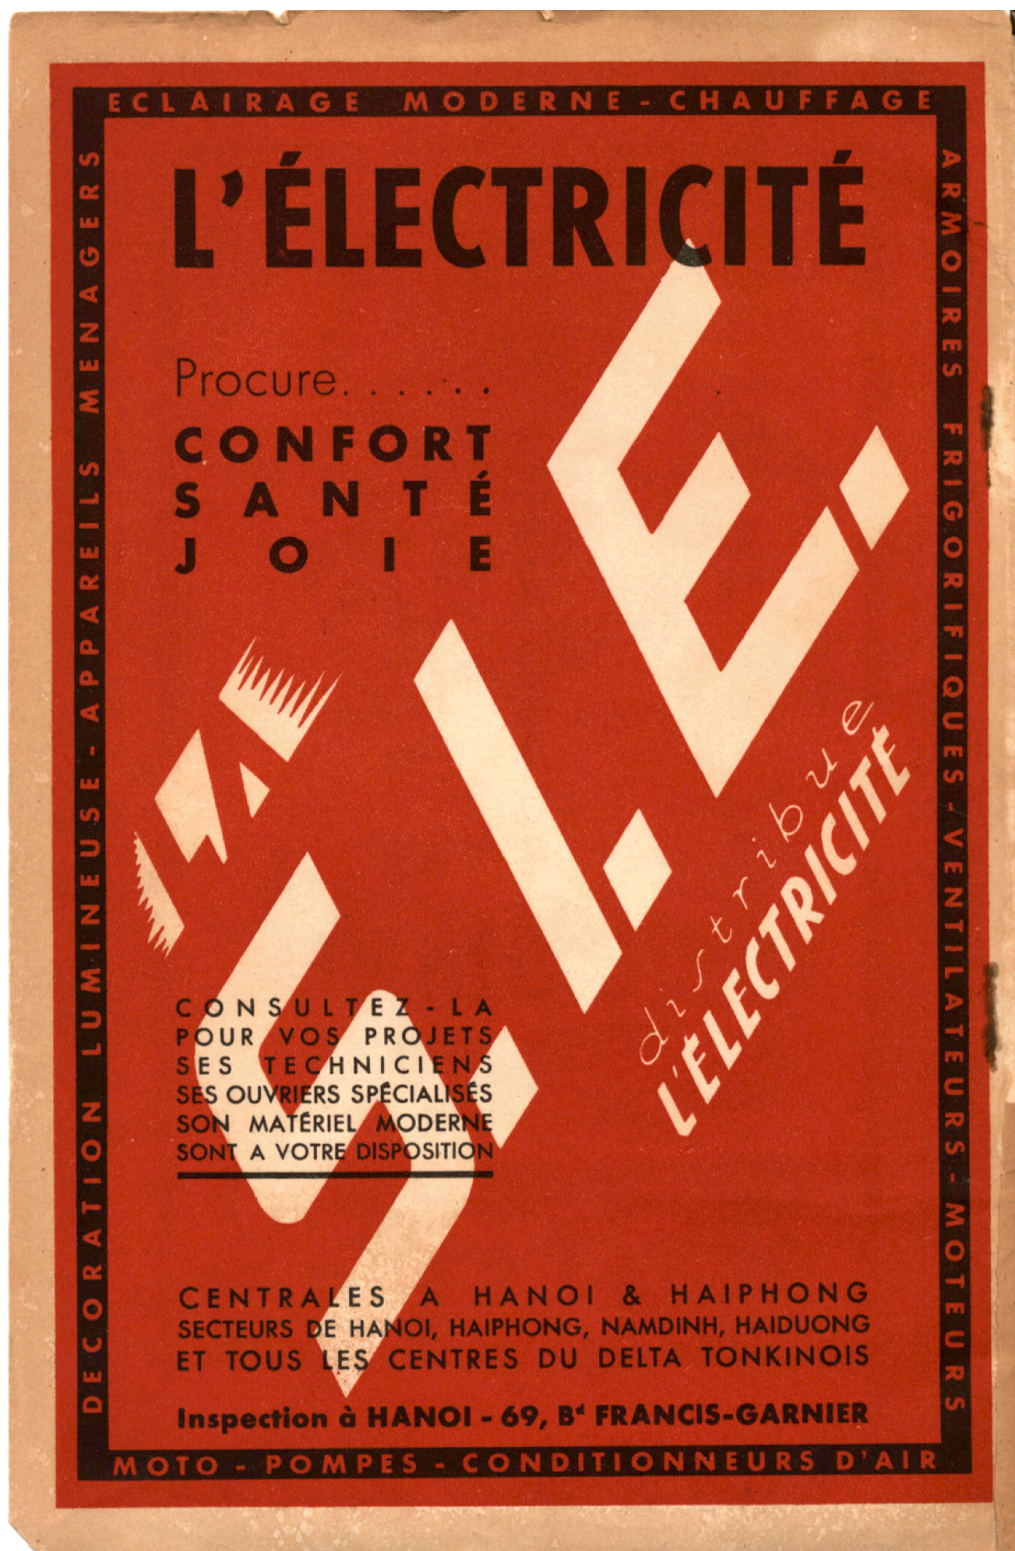 ECLAIRAGE MODERNE - CHAUFFAGE
ARMOIRES FRIGORIFIQUES - VENTILATEURS - MOTEURS
DECORATION LUMINEUSE - APPAREILS MENAGERS
L'ÉLECTRICITÉ
Procure......
CONFORT
SANTÉ
JOIE
L'A
S.I.E.
distribue
L'ÉLECTRICITÉ
CONSULTEZ-LA
POUR VOS PROJETS
SES TECHNICIENS
SES OUVRIERS SPÉCIALISÉS
SON MATÉRIEL MODERNE
SONT A VOTRE DISPOSITION
CENTRALES A HANOI & HAIPHONG
SECTEURS DE HANOI, HAIPHONG, NAMDINH, HAIDUONG
ET TOUS LES CENTRES DU DELTA TONKINOIS
Inspection à HANOI - 69, Bd FRANCIS-GARNIER
MOTO - POMPES - CONDITIONNEURS D'AIR